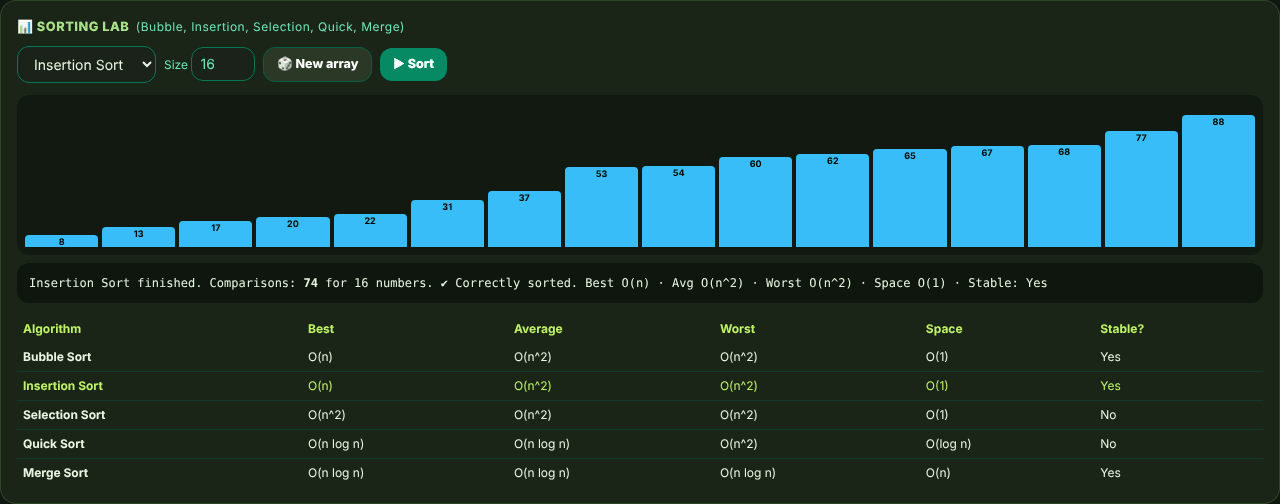 📊 SORTING LAB (Bubble, Insertion, Selection, Quick, Merge)
Insertion Sort Size 16 🎲 New array ▶ Sort
8 13 17 20 22 31 37 53 54 60 62 65 67 68 77 88
Insertion Sort finished. Comparisons: 74 for 16 numbers. ✔ Correctly sorted. Best O(n) · Avg O(n^2) · Worst O(n^2) · Space O(1) · Stable: Yes
Algorithm Best Average Worst Space Stable?
Bubble Sort O(n) O(n^2) O(n^2) O(1) Yes
Insertion Sort O(n) O(n^2) O(n^2) O(1) Yes
Selection Sort O(n^2) O(n^2) O(n^2) O(1) No
Quick Sort O(n log n) O(n log n) O(n^2) O(log n) No
Merge Sort O(n log n) O(n log n) O(n log n) O(n) Yes